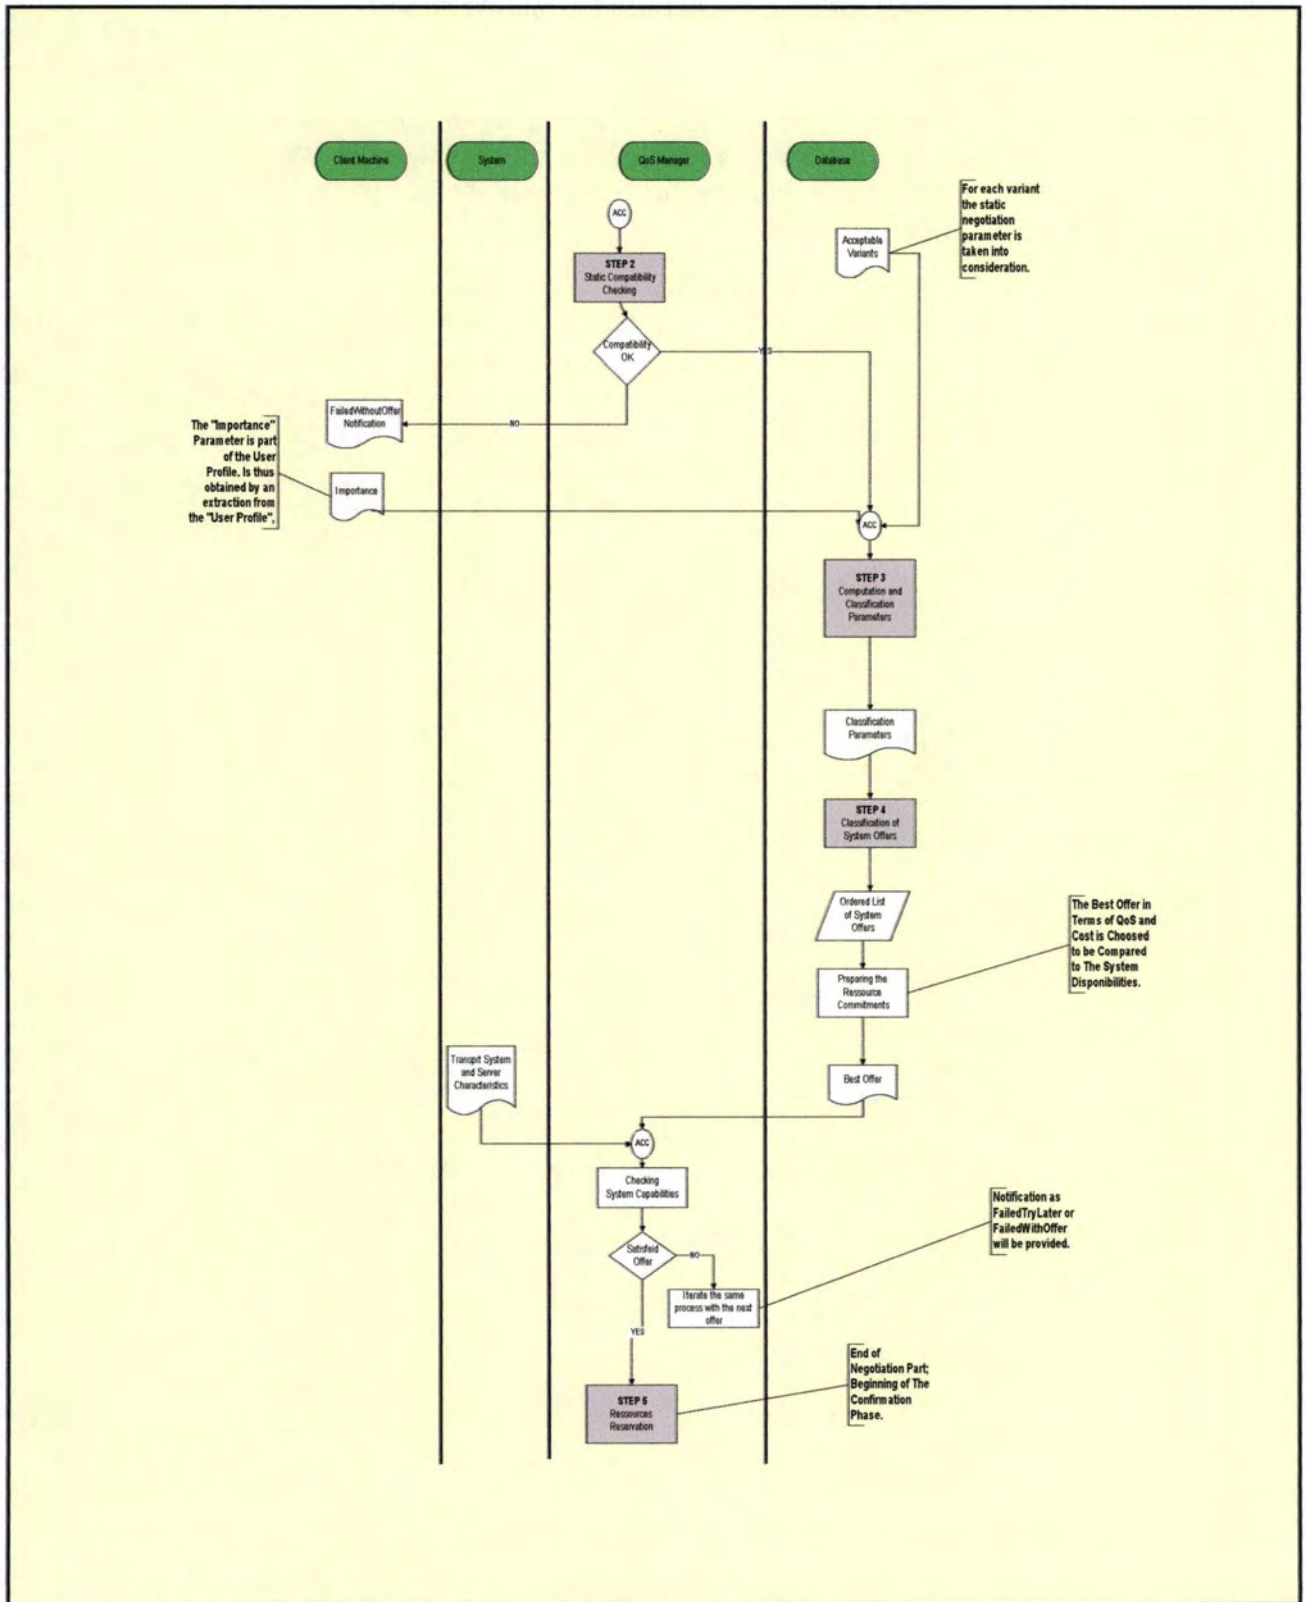 Client Machine
System
QoS Manager
Database
For each variant
the static
negotiation
parameter is
taken into
consideration.
ACC
Acceptable
Variants
STEP 2
Static Compatibility
Checking
Compatibility
OK
YES
FailedWithoutOffer
Notification
NO
The "Importance"
Parameter is part
of the User
Profile. Is thus
obtained by an
extraction from
the "User Profile",
Importance
ACC
STEP 3
Computation and
Classification
Parameters
Classification
Parameters
STEP 4
Classification of
System Offers
Ordered List
of System
Offers
The Best Offer in
Terms of QoS and
Cost is Choosed
to be Compared
to The System
Disponibilities.
Preparing the
Ressource
Commitments
Transprt System
and Server
Characteristics
Best Offer
ACC
Checking
System Capabilities
Notification as
FailedTryLater or
FailedWithOffer
will be provided.
Satisfeid
Offer
NO
Iterate the same
process with the next
offer
YES
End of
Negotiation Part;
Beginning of The
Confirmation
Phase.
STEP 5
Ressources
Reservation